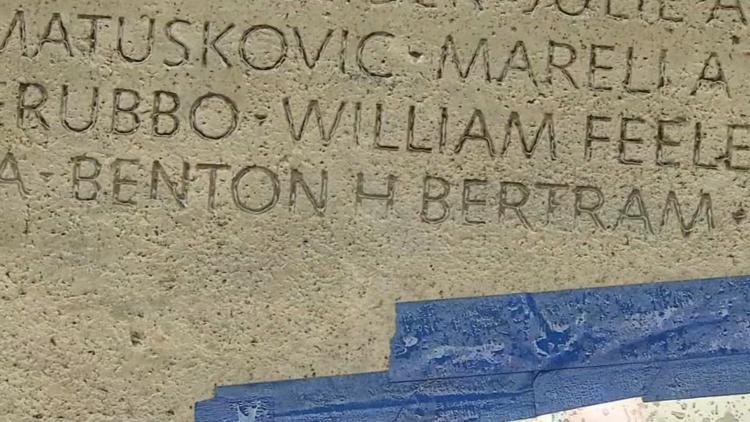 JULIE A
MATUSKOVIC · MARELLA
RUBBO · WILLIAM FEELE
A · BENTON H BERTRAM ·